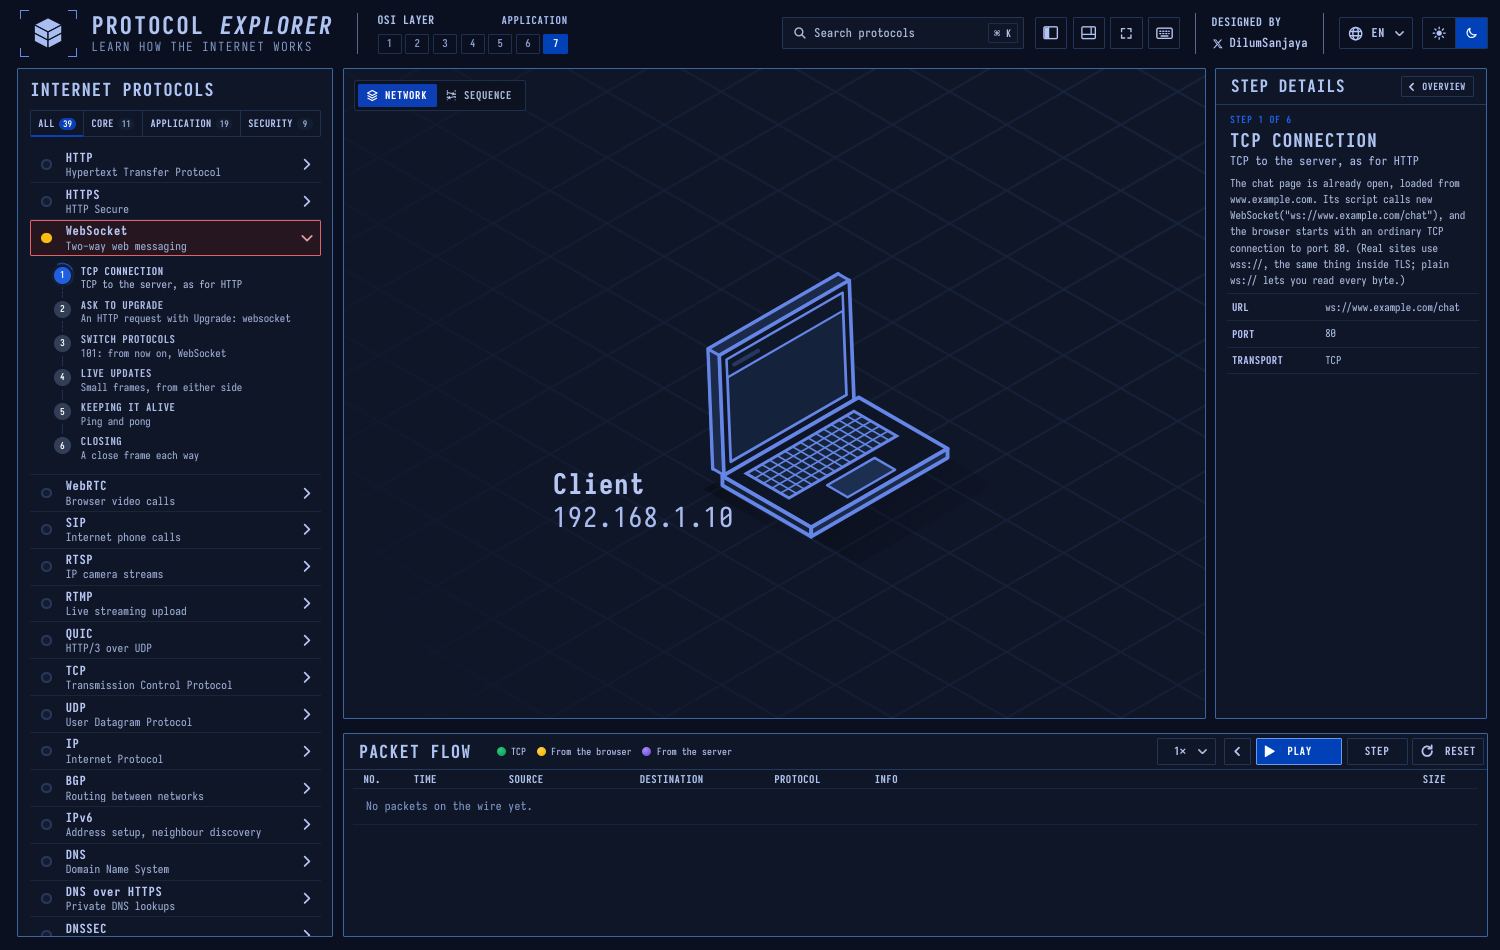 PROTOCOL EXPLORER
LEARN HOW THE INTERNET WORKS
OSI LAYER APPLICATION
1 2 3 4 5 6 7
Search protocols ⌘ K
DESIGNED BY
DilumSanjaya
EN
INTERNET PROTOCOLS
ALL 39 CORE 11 APPLICATION 19 SECURITY 9
HTTP
Hypertext Transfer Protocol
HTTPS
HTTP Secure
WebSocket
Two-way web messaging
1 TCP CONNECTION
TCP to the server, as for HTTP
2 ASK TO UPGRADE
An HTTP request with Upgrade: websocket
3 SWITCH PROTOCOLS
101: from now on, WebSocket
4 LIVE UPDATES
Small frames, from either side
5 KEEPING IT ALIVE
Ping and pong
6 CLOSING
A close frame each way
WebRTC
Browser video calls
SIP
Internet phone calls
RTSP
IP camera streams
RTMP
Live streaming upload
QUIC
HTTP/3 over UDP
TCP
Transmission Control Protocol
UDP
User Datagram Protocol
IP
Internet Protocol
BGP
Routing between networks
IPv6
Address setup, neighbour discovery
DNS
Domain Name System
DNS over HTTPS
Private DNS lookups
DNSSEC
NETWORK SEQUENCE
Client
192.168.1.10
STEP DETAILS OVERVIEW
STEP 1 OF 6
TCP CONNECTION
TCP to the server, as for HTTP
The chat page is already open, loaded from
www.example.com. Its script calls new
WebSocket("ws://www.example.com/chat"), and
the browser starts with an ordinary TCP
connection to port 80. (Real sites use
wss://, the same thing inside TLS; plain
ws:// lets you read every byte.)
URL ws://www.example.com/chat
PORT 80
TRANSPORT TCP
PACKET FLOW TCP From the browser From the server 1× PLAY STEP RESET
NO. TIME SOURCE DESTINATION PROTOCOL INFO SIZE
No packets on the wire yet.